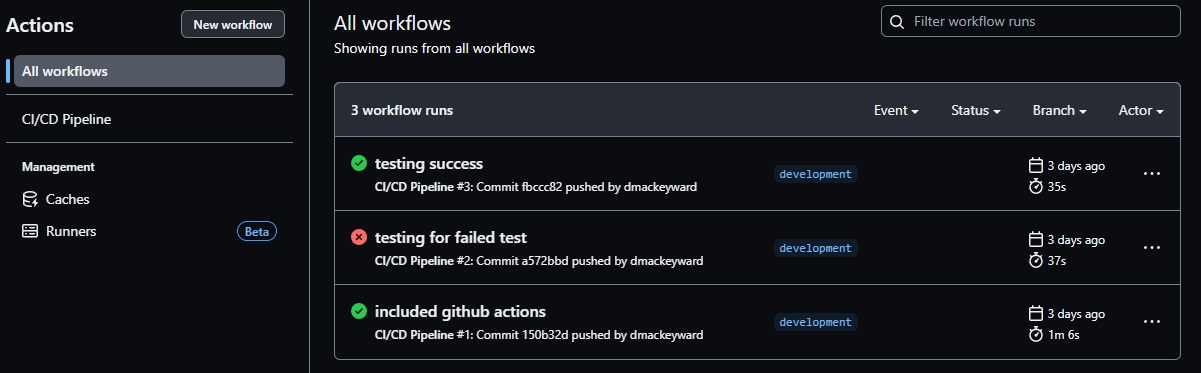 Actions
New workflow
All workflows
CI/CD Pipeline
Management
Caches
Runners
Beta
All workflows
Showing runs from all workflows
Filter workflow runs
3 workflow runs
Event
Status
Branch
Actor
testing success
CI/CD Pipeline #3: Commit fbccc82 pushed by dmackeyward
development
3 days ago
35s
testing for failed test
CI/CD Pipeline #2: Commit a572bbd pushed by dmackeyward
development
3 days ago
37s
included github actions
CI/CD Pipeline #1: Commit 150b32d pushed by dmackeyward
development
3 days ago
1m 6s